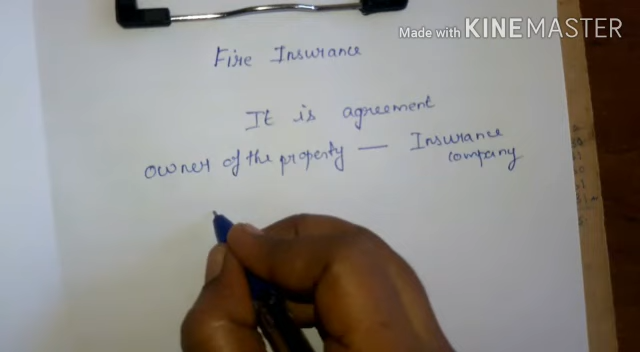 Made with KINEMASTER
Fire Insurance
It is agreement
owner of the property — Insurance
company